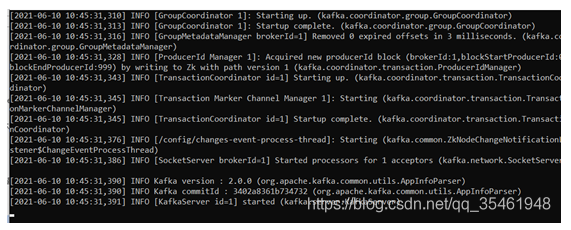 [2021-06-10 10:45:31,310] INFO [GroupCoordinator 1]: Starting up. (kafka.coordinator.group.GroupCoordinator)
[2021-06-10 10:45:31,313] INFO [GroupCoordinator 1]: Startup complete. (kafka.coordinator.group.GroupCoordinator)
[2021-06-10 10:45:31,316] INFO [GroupMetadataManager brokerId=1] Removed 0 expired offsets in 3 milliseconds. (kafka.co
rdinator.group.GroupMetadataManager)
[2021-06-10 10:45:31,328] INFO [ProducerId Manager 1]: Acquired new producerId block (brokerId:1,blockStartProducerId:
blockEndProducerId:999) by writing to Zk with path version 1 (kafka.coordinator.transaction.ProducerIdManager)
[2021-06-10 10:45:31,343] INFO [TransactionCoordinator id=1] Starting up. (kafka.coordinator.transaction.TransactionCoo
dinator)
[2021-06-10 10:45:31,345] INFO [Transaction Marker Channel Manager 1]: Starting (kafka.coordinator.transaction.Transact
onMarkerChannelManager)
[2021-06-10 10:45:31,345] INFO [TransactionCoordinator id=1] Startup complete. (kafka.coordinator.transaction.Transacti
nCoordinator)
[2021-06-10 10:45:31,376] INFO [/config/changes-event-process-thread]: Starting (kafka.common.ZkNodeChangeNotificationL
stener$ChangeEventProcessThread)
[2021-06-10 10:45:31,386] INFO [SocketServer brokerId=1] Started processors for 1 acceptors (kafka.network.SocketServer
[2021-06-10 10:45:31,390] INFO Kafka version : 2.0.0 (org.apache.kafka.common.utils.AppInfoParser)
[2021-06-10 10:45:31,390] INFO Kafka commitId : 3402a8361b734732 (org.apache.kafka.common.utils.AppInfoParser)
[2021-06-10 10:45:31,391] INFO [KafkaServer id=1] started (kafka.server.KafkaServer)
https://blog.csdn.net/qq_35461948